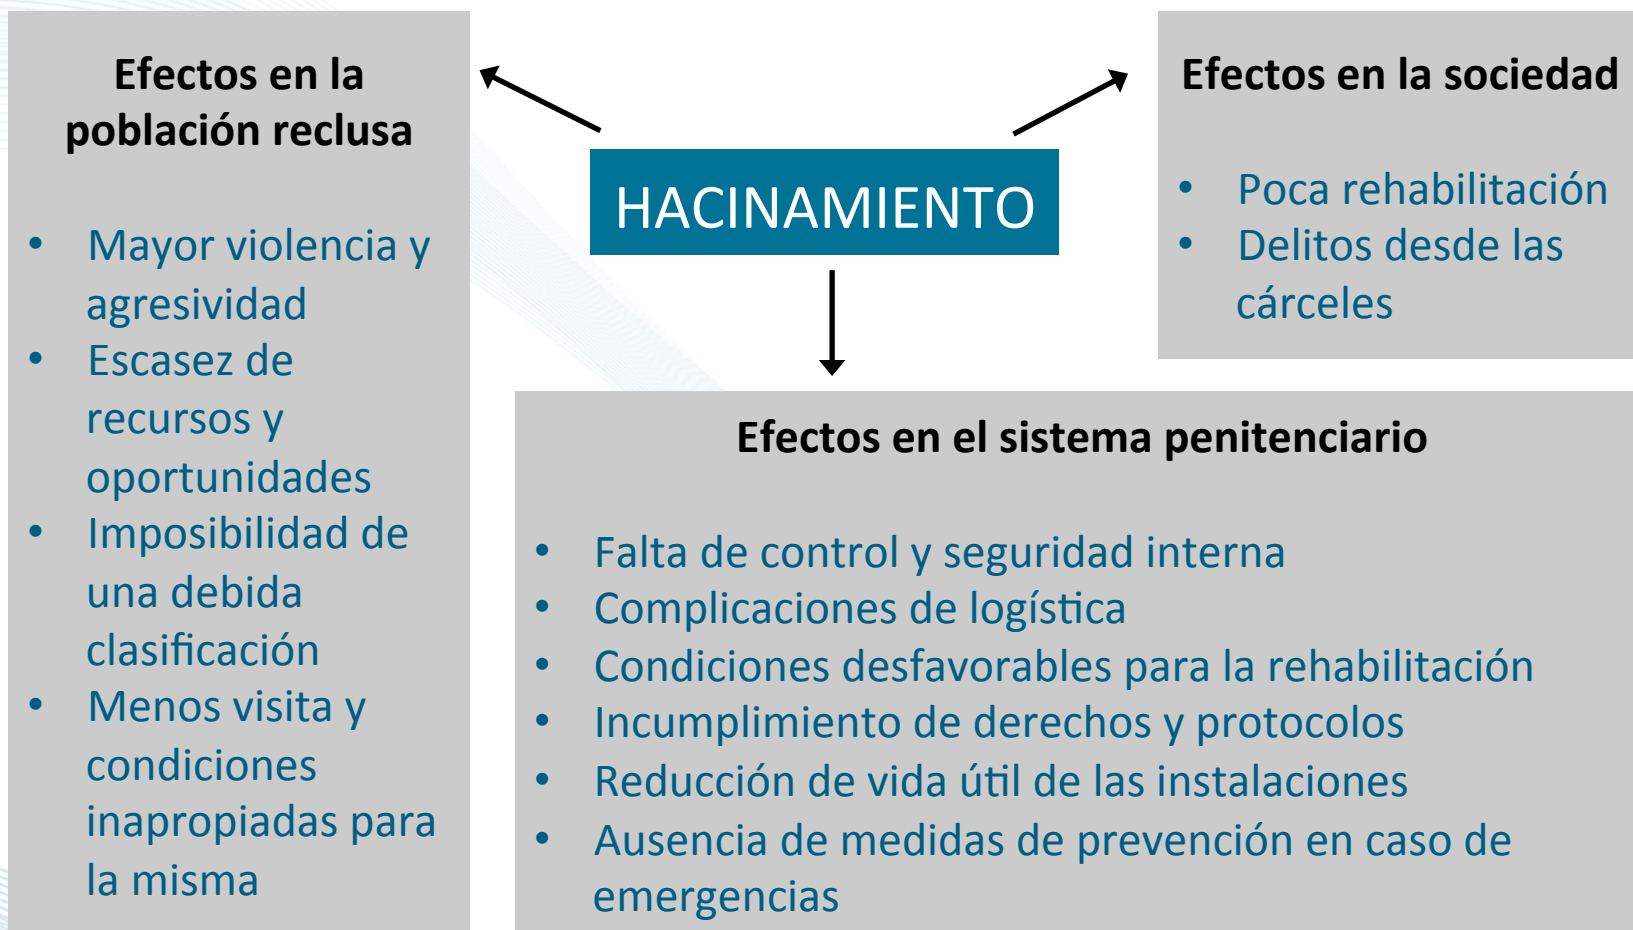 Efectos en la
población reclusa
• Mayor violencia y
agresividad
• Escasez de
recursos y
oportunidades
• Imposibilidad de
una debida
clasificación
• Menos visita y
condiciones
inapropiadas para
la misma
HACINAMIENTO
Efectos en la sociedad
• Poca rehabilitación
• Delitos desde las
cárceles
Efectos en el sistema penitenciario
• Falta de control y seguridad interna
• Complicaciones de logística
• Condiciones desfavorables para la rehabilitación
• Incumplimiento de derechos y protocolos
• Reducción de vida útil de las instalaciones
• Ausencia de medidas de prevención en caso de
emergencias